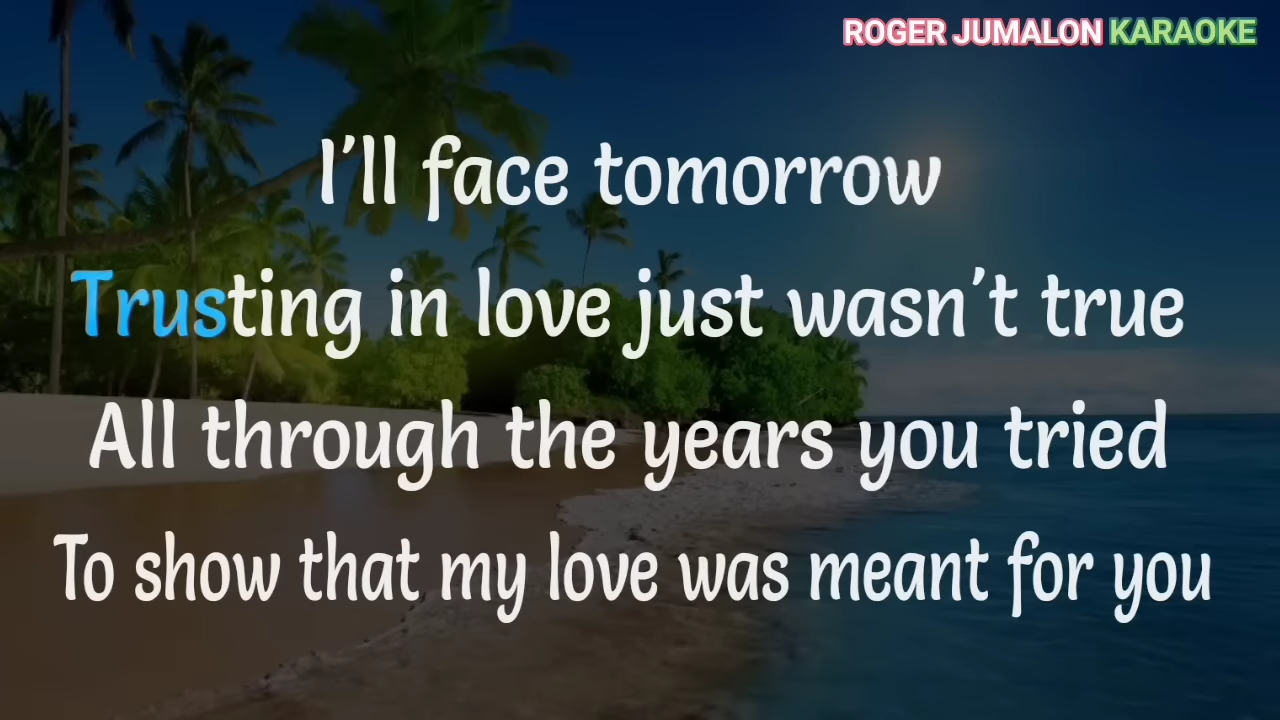 ROGER JUMALON KARAOKE
I'll face tomorrow
Trusting in love just wasn't true
All through the years you tried
To show that my love was meant for you